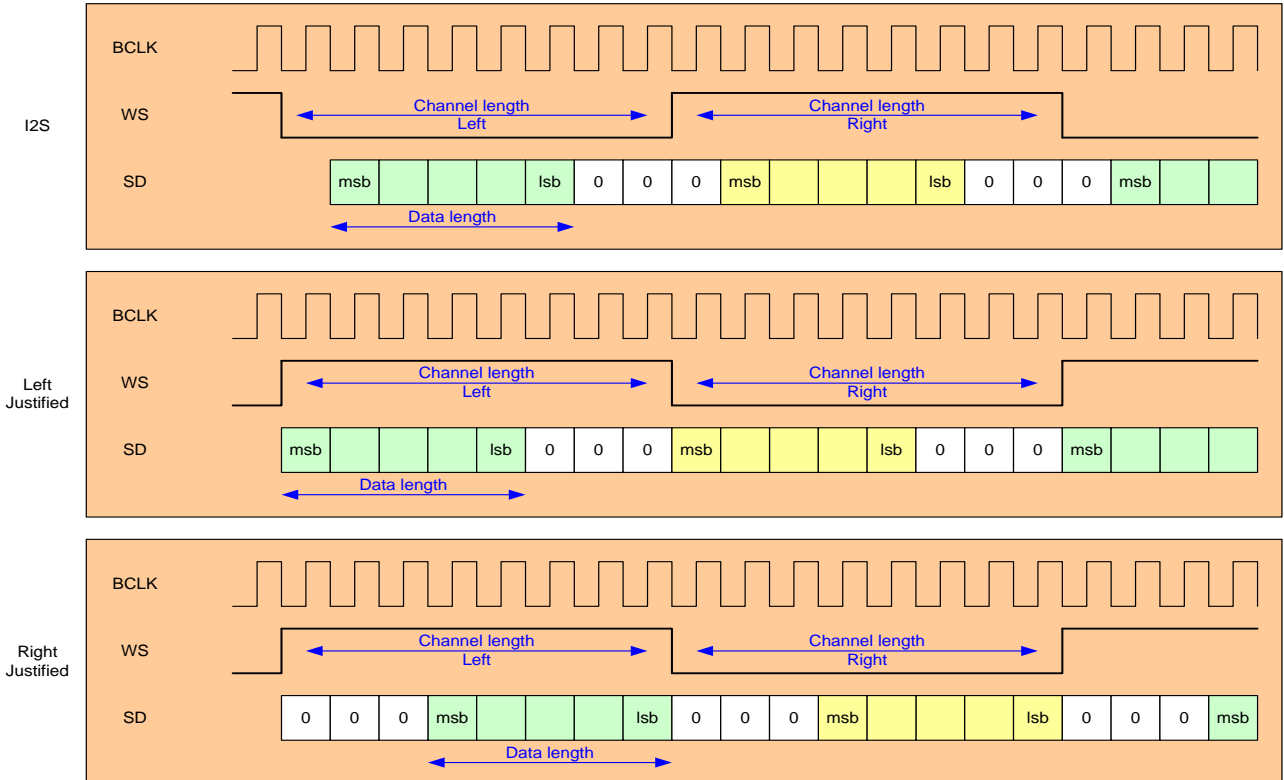 BCLK
I2S
WS
Channel length
Left
Channel length
Right
SD
msb lsb 0 0 0 msb lsb 0 0 0 msb
Data length
BCLK
Left
Justified
WS
Channel length
Left
Channel length
Right
SD
msb lsb 0 0 0 msb lsb 0 0 0 msb
Data length
BCLK
Right
Justified
WS
Channel length
Left
Channel length
Right
SD
0 0 0 msb lsb 0 0 0 msb lsb 0 0 0 msb
Data length